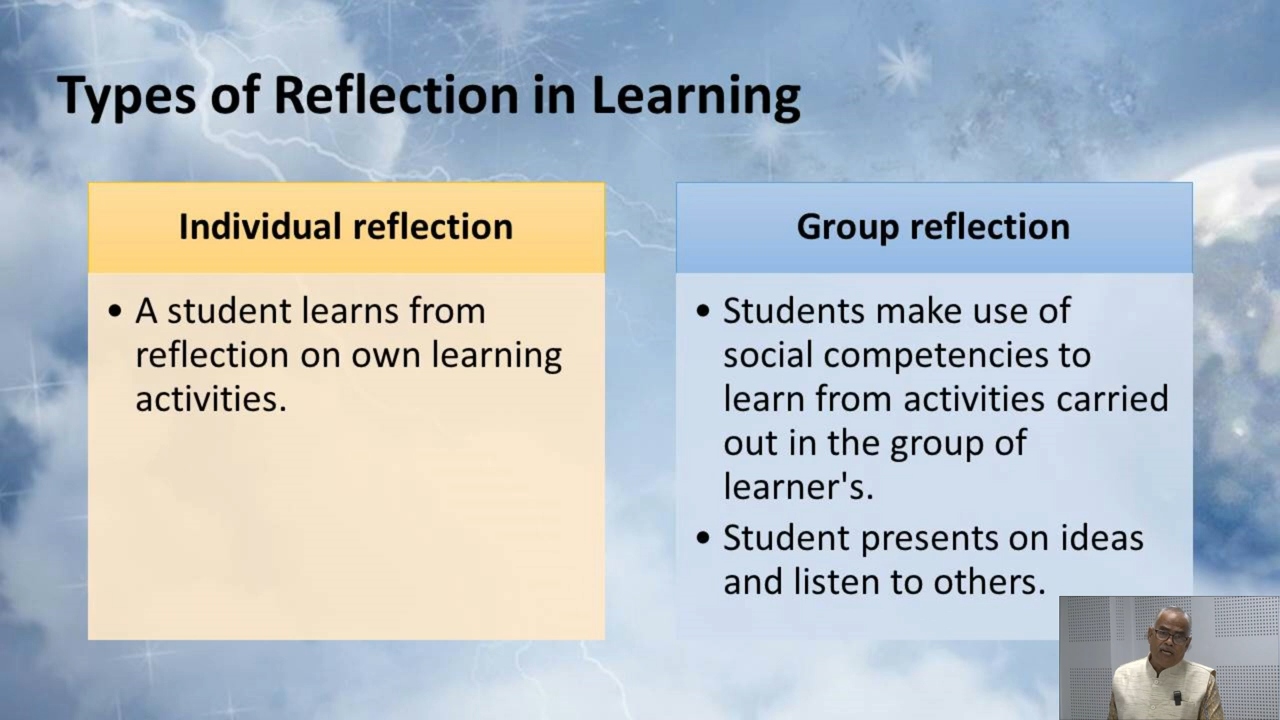 Types of Reflection in Learning
Individual reflection
• A student learns from
reflection on own learning
activities.
Group reflection
• Students make use of
social competencies to
learn from activities carried
out in the group of
learner's.
• Student presents on ideas
and listen to others.